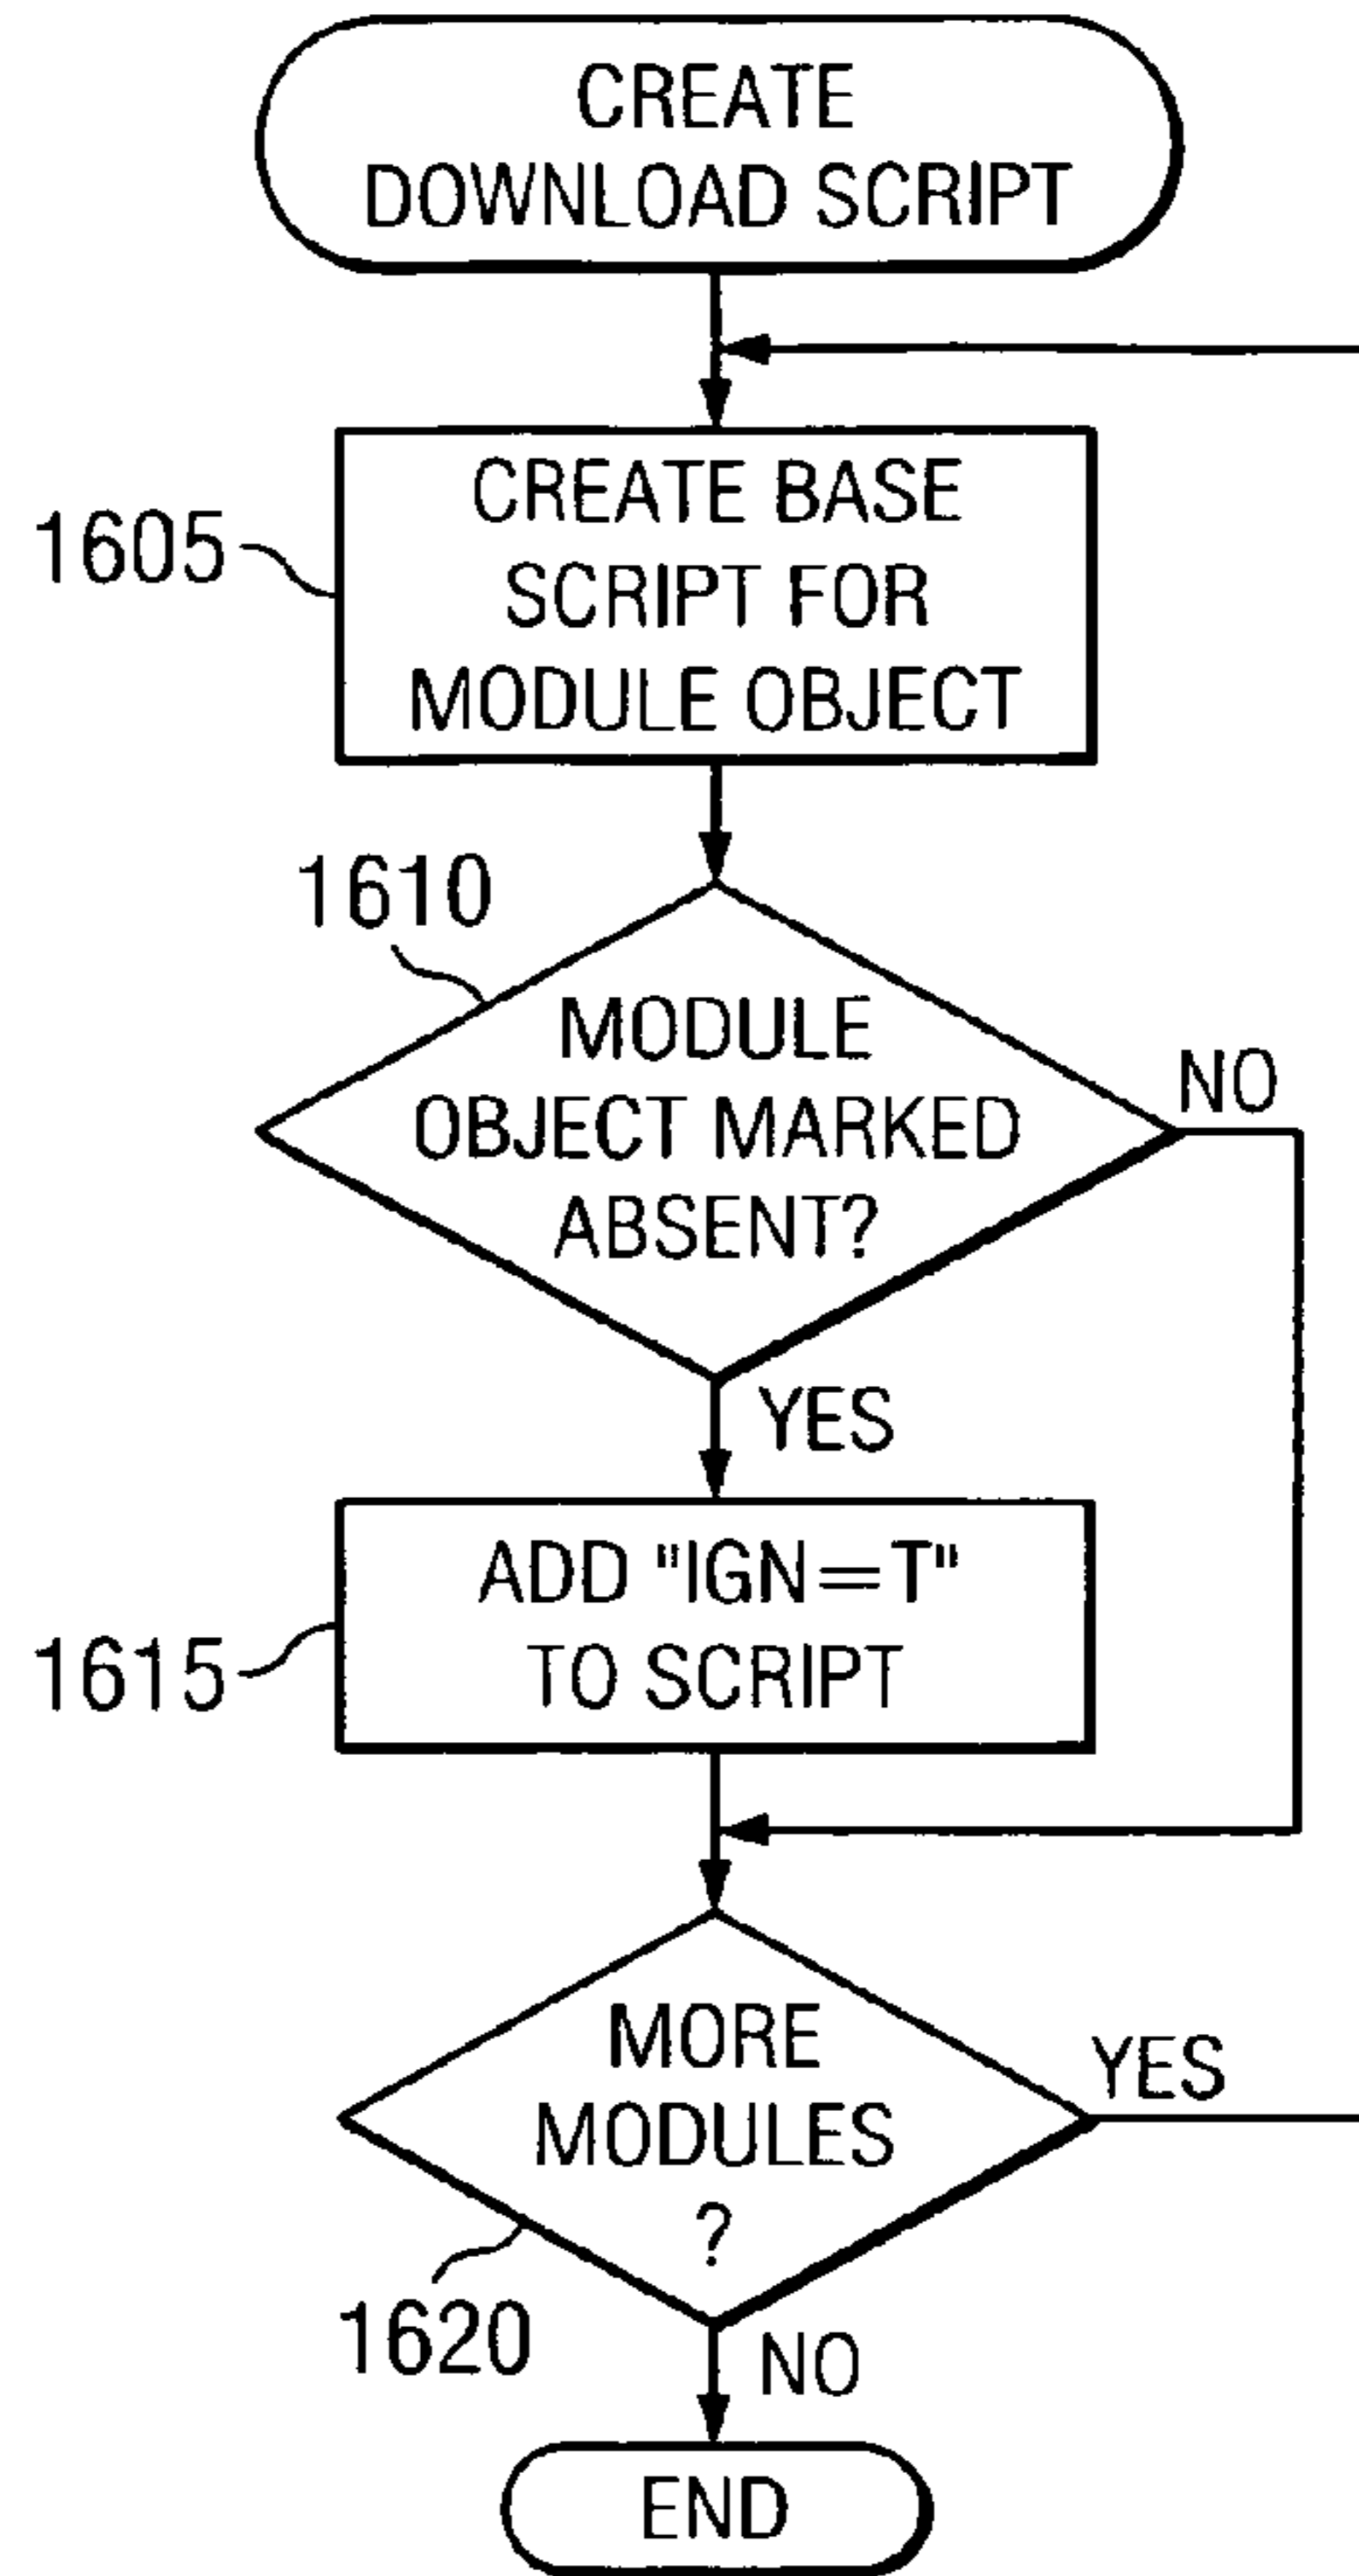 CREATE
DOWNLOAD SCRIPT
CREATE BASE
SCRIPT FOR
MODULE OBJECT
1605
1610
MODULE
OBJECT MARKED
ABSENT?
NO
YES
ADD "IGN=T"
TO SCRIPT
1615
MORE
MODULES
?
YES
1620
NO
END